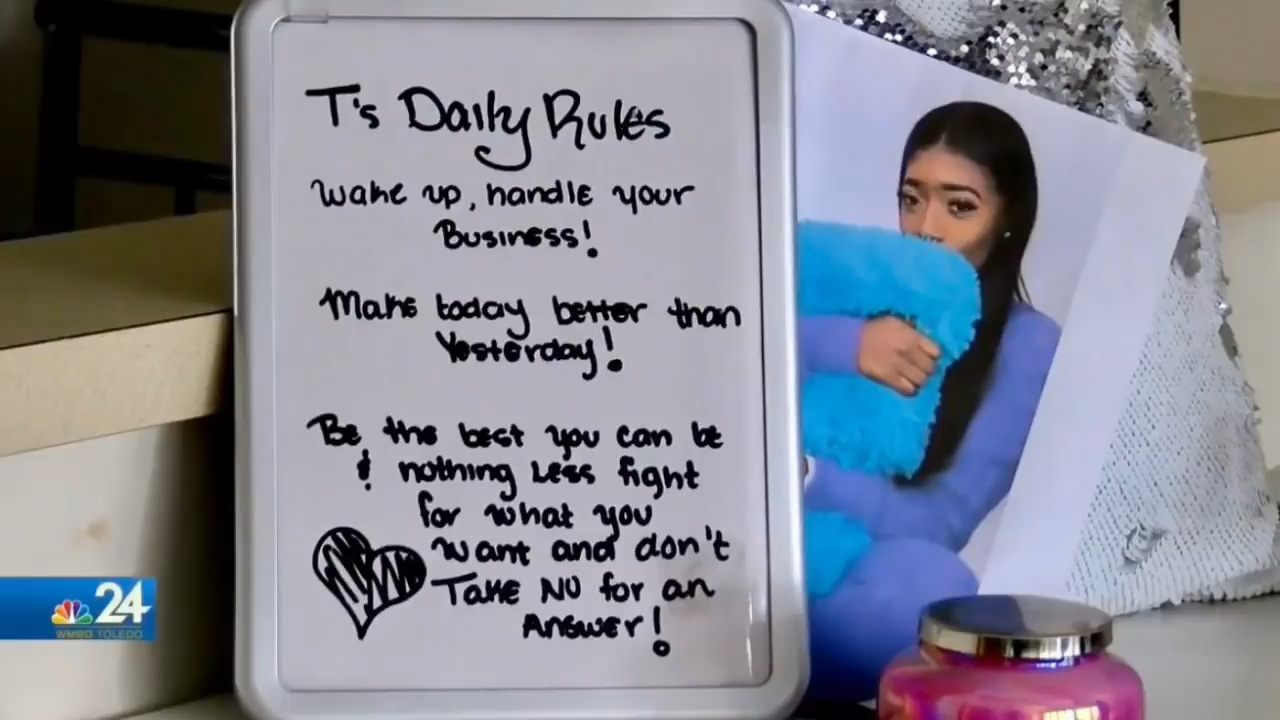 T's Daily Rules
Wake up, handle your
Business!
Make today better than
Yesterday!
Be the best you can be
& nothing Less fight
for what you
want and don't
Take No for an
Answer!
24
WNWO TOLEDO